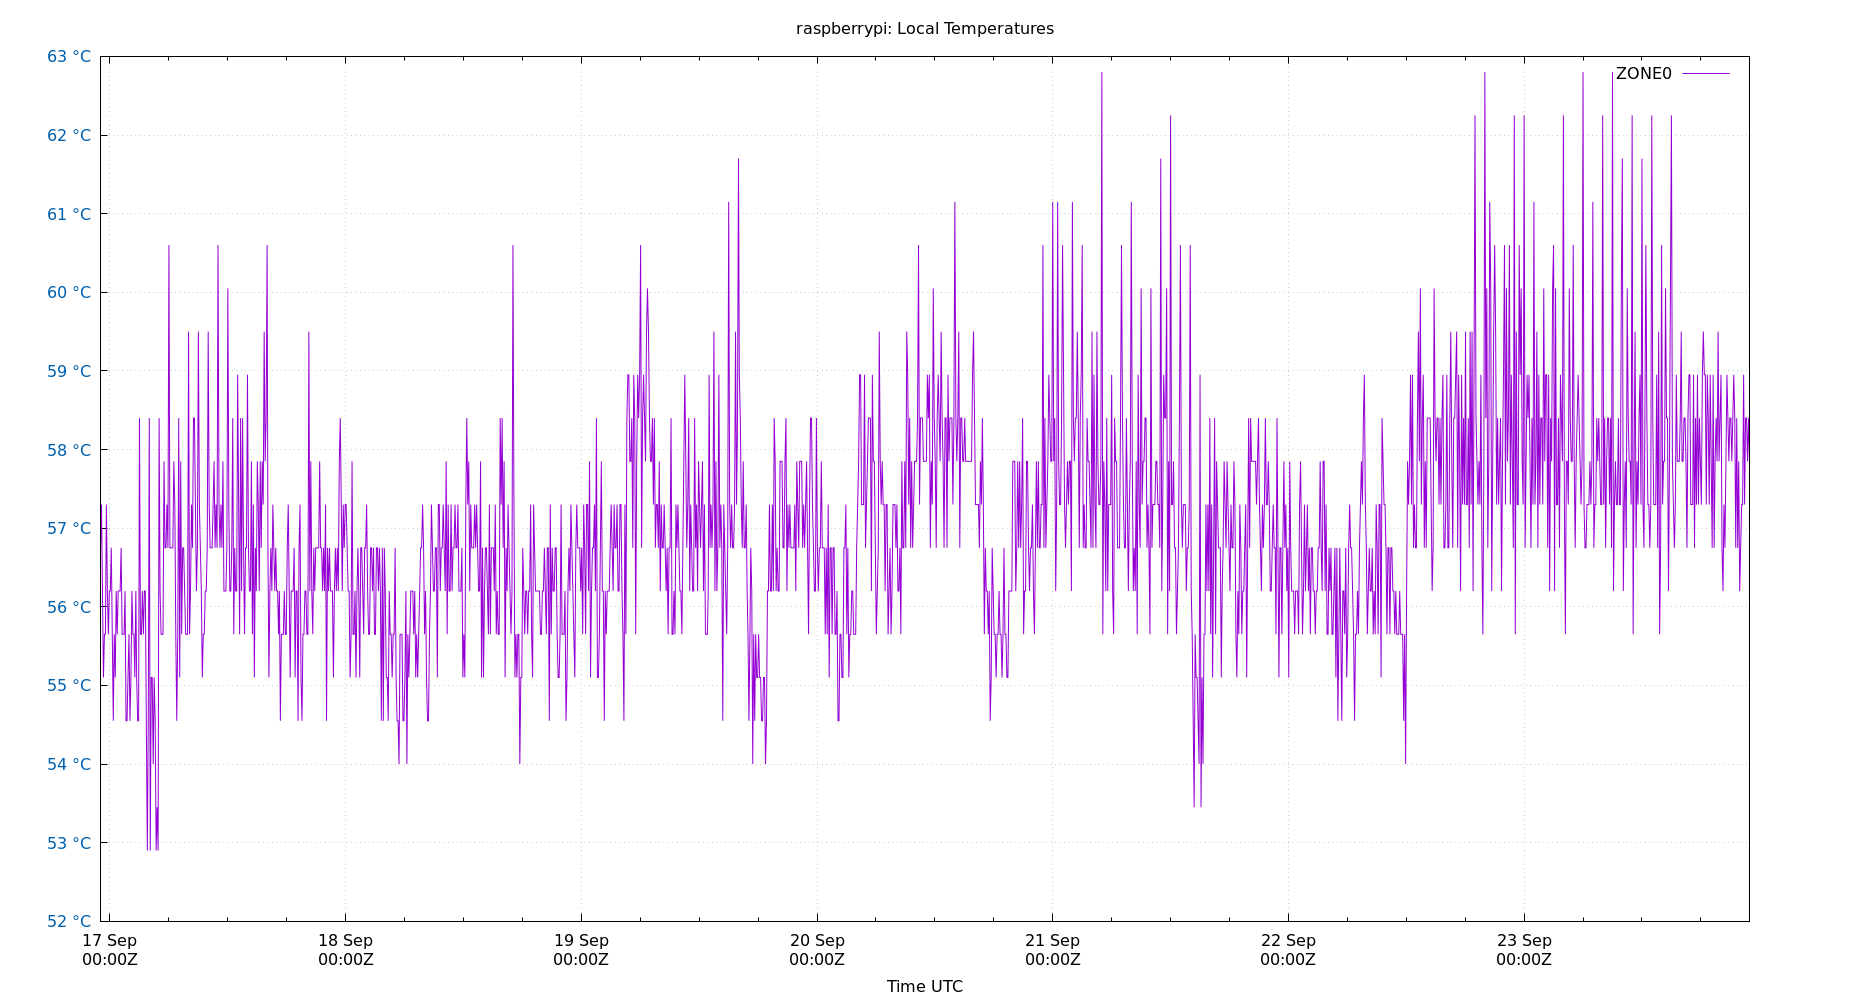 raspberrypi: Local Temperatures
63 °C
ZONE0
62 °C
61 °C
60 °C
59 °C
58 °C
57 °C
56 °C
55 °C
54 °C
53 °C
52 °C
17 Sep 18 Sep 19 Sep 20 Sep 21 Sep 22 Sep 23 Sep
00:00Z 00:00Z 00:00Z 00:00Z 00:00Z 00:00Z 00:00Z
Time UTC